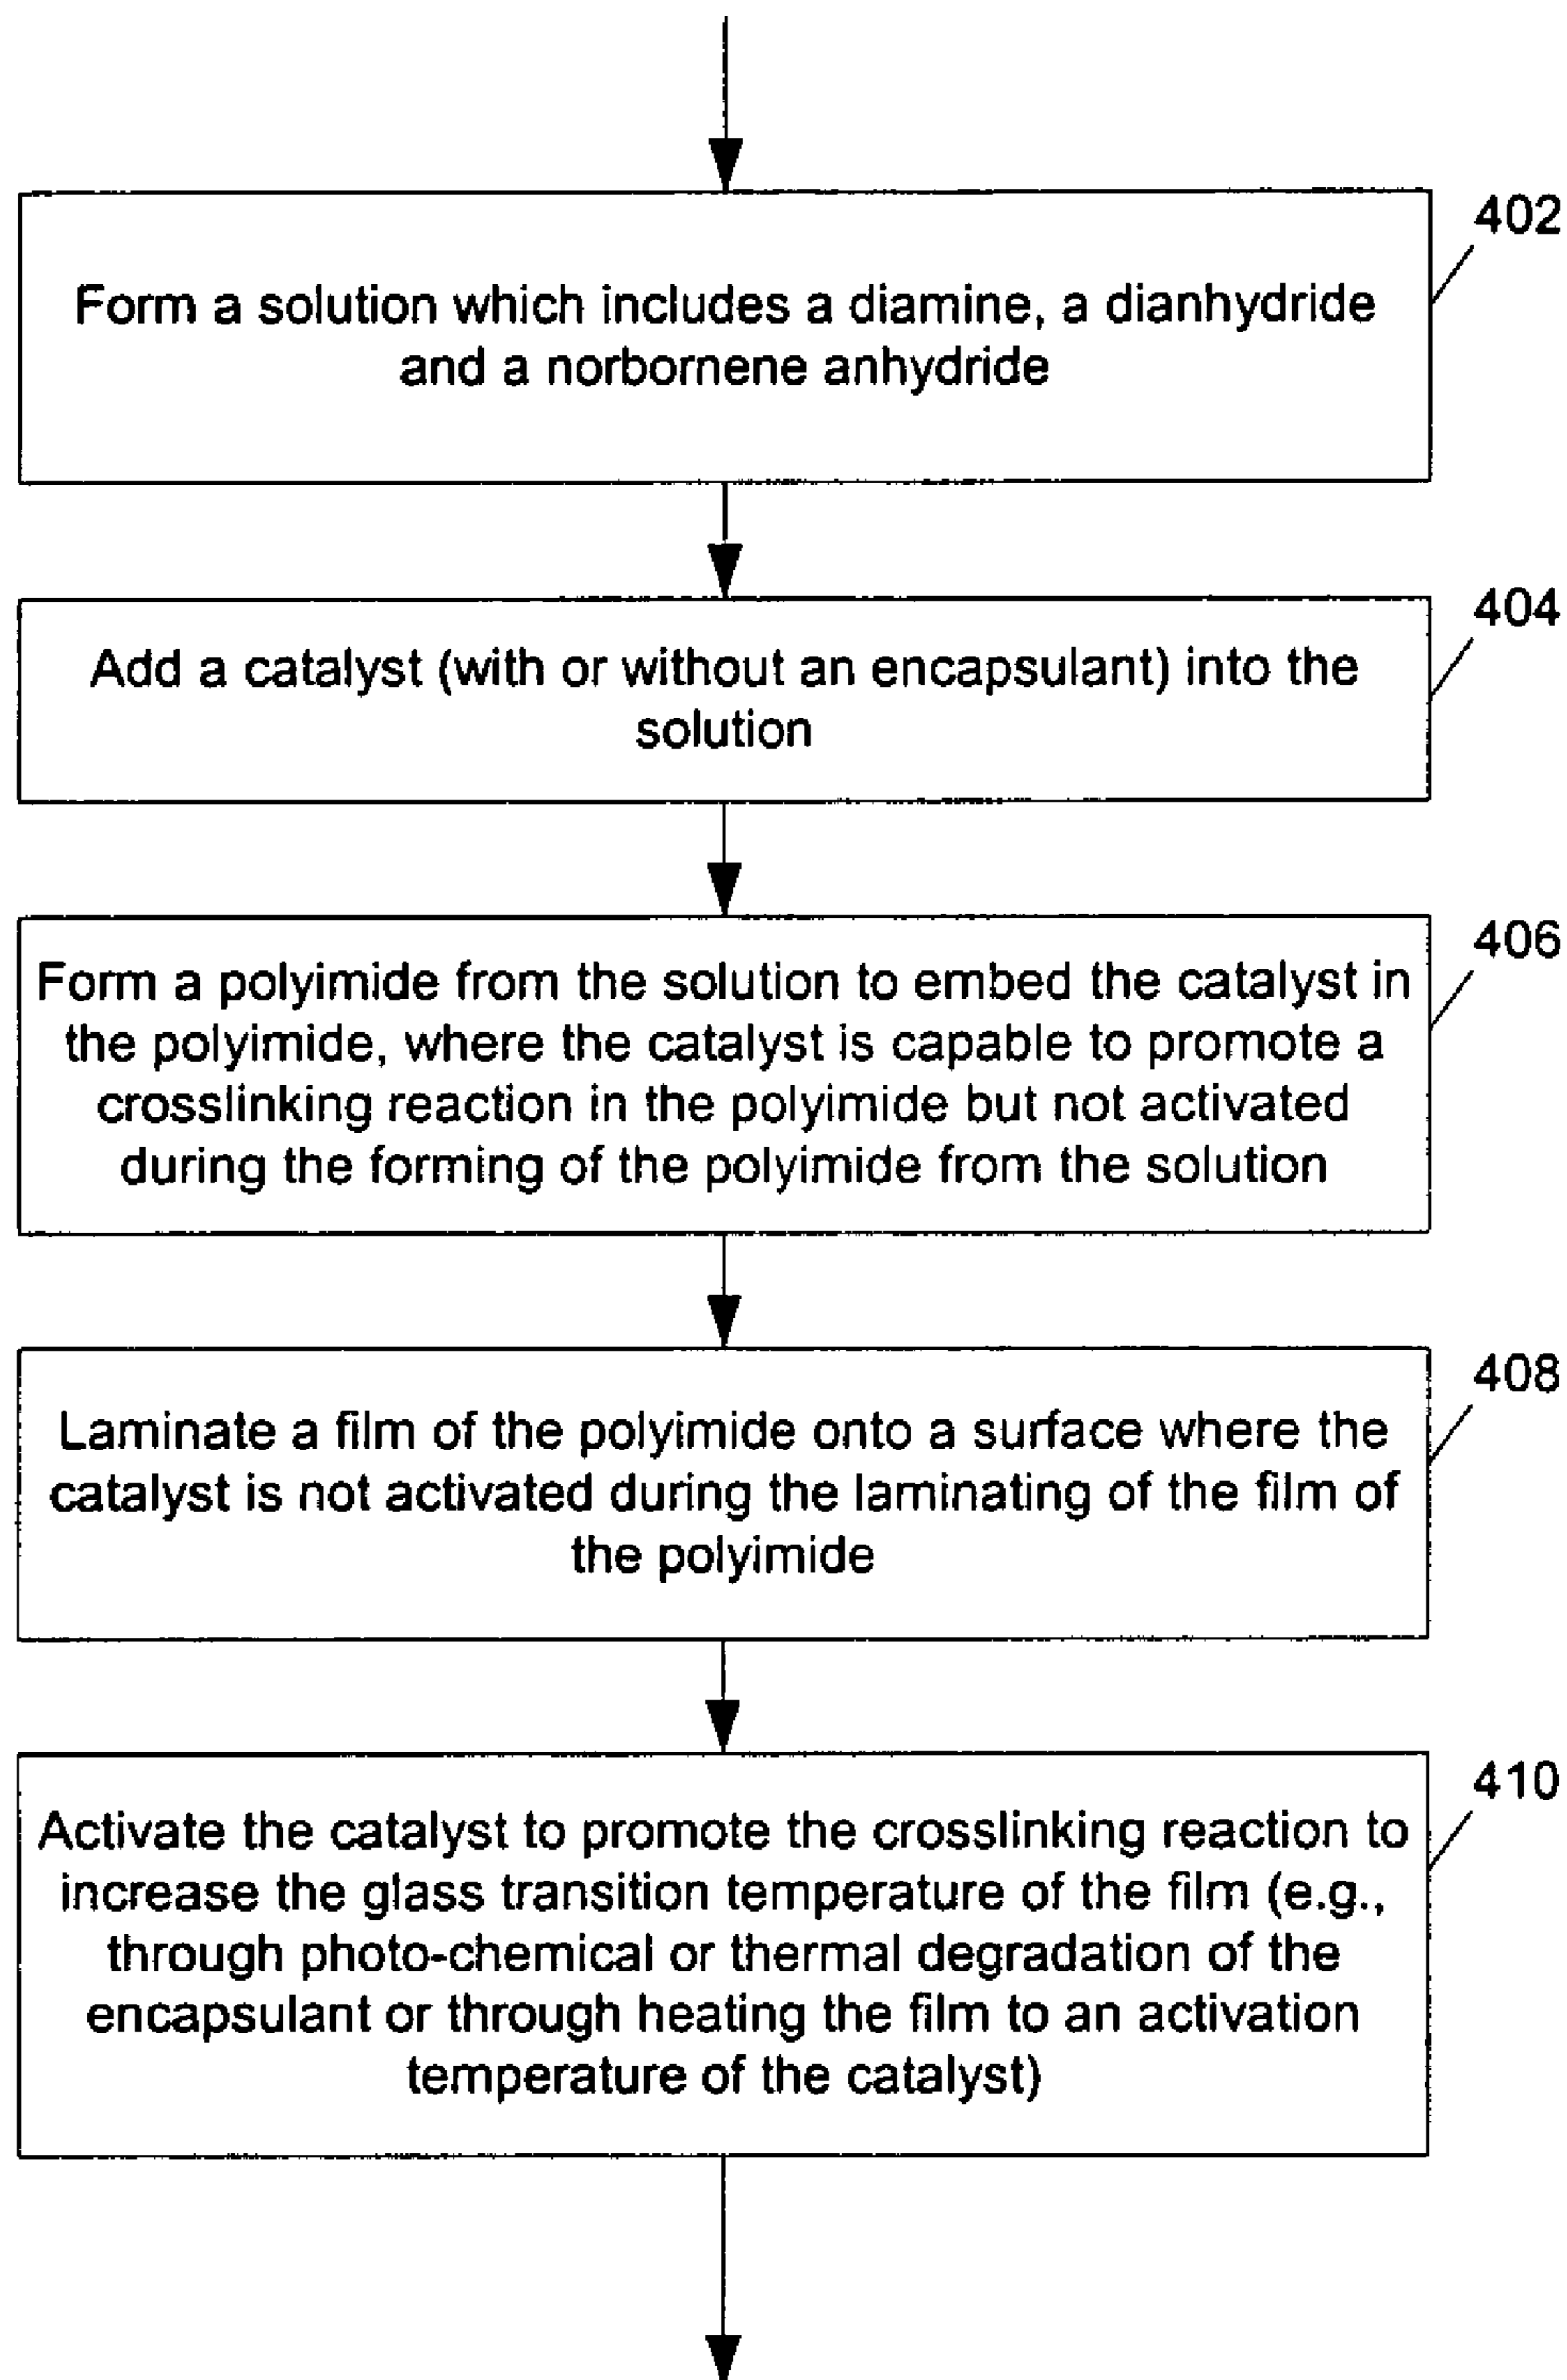 402
Form a solution which includes a diamine, a dianhydride
and a norbornene anhydride
404
Add a catalyst (with or without an encapsulant) into the
solution
406
Form a polyimide from the solution to embed the catalyst in
the polyimide, where the catalyst is capable to promote a
crosslinking reaction in the polyimide but not activated
during the forming of the polyimide from the solution
408
Laminate a film of the polyimide onto a surface where the
catalyst is not activated during the laminating of the film of
the polyimide
410
Activate the catalyst to promote the crosslinking reaction to
increase the glass transition temperature of the film (e.g.,
through photo-chemical or thermal degradation of the
encapsulant or through heating the film to an activation
temperature of the catalyst)